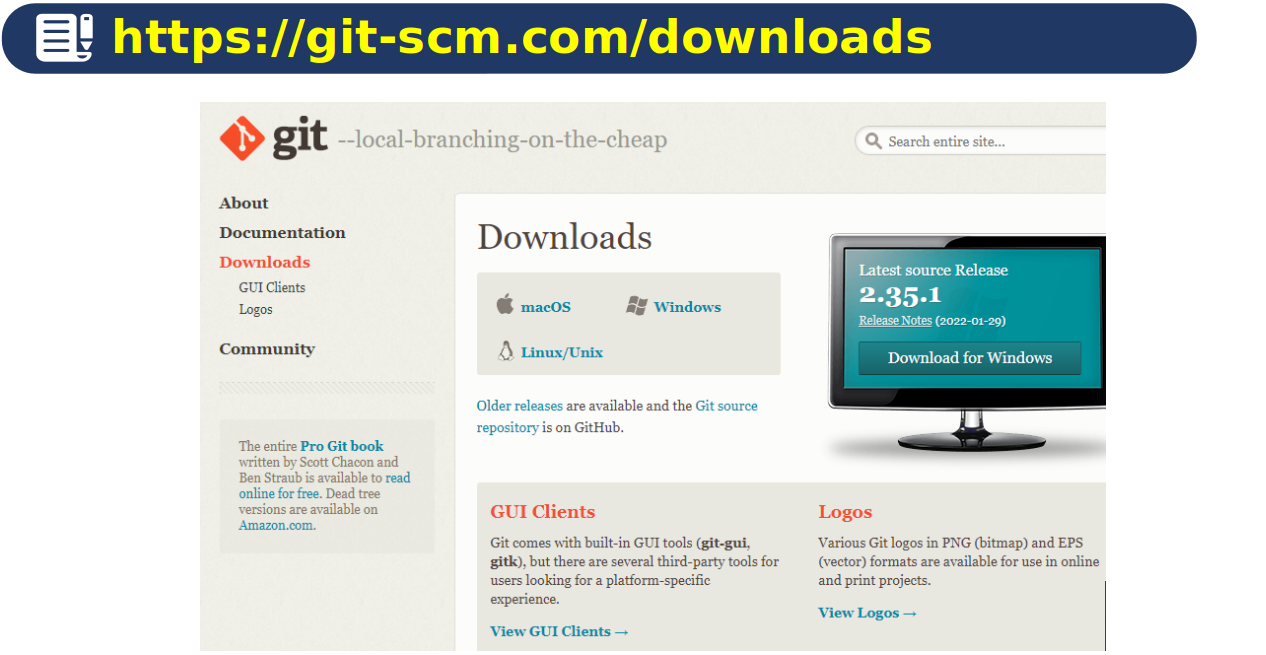 https://git-scm.com/downloads
git --local-branching-on-the-cheap
Search entire site...
About
Documentation
Downloads
GUI Clients
Logos
Community
The entire Pro Git book
written by Scott Chacon and
Ben Straub is available to read
online for free. Dead tree
versions are available on
Amazon.com.
Downloads
macOS
Windows
Linux/Unix
Older releases are available and the Git source
repository is on GitHub.
Latest source Release
2.35.1
Release Notes (2022-01-29)
Download for Windows
GUI Clients
Git comes with built-in GUI tools (git-gui,
gitk), but there are several third-party tools for
users looking for a platform-specific
experience.
View GUI Clients →
Logos
Various Git logos in PNG (bitmap) and EPS
(vector) formats are available for use in online
and print projects.
View Logos →